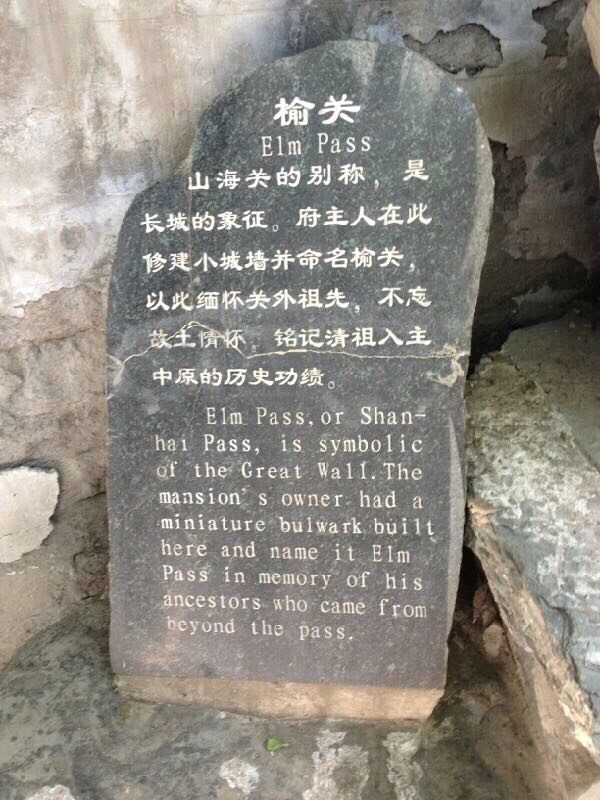 榆关
Elm Pass
山海关的别称，是
长城的象征。府主人在此
修建小城墙并命名榆关，
以此缅怀关外祖先，不忘
故土情怀，铭记清祖入主
中原的历史功绩。
Elm Pass,or Shan-
hai Pass, is symbolic
of the Great Wall.The
mansion's owner had a
miniature bulwark built
here and name it Elm
Pass in memory of his
ancestors who came from
beyond the pass.